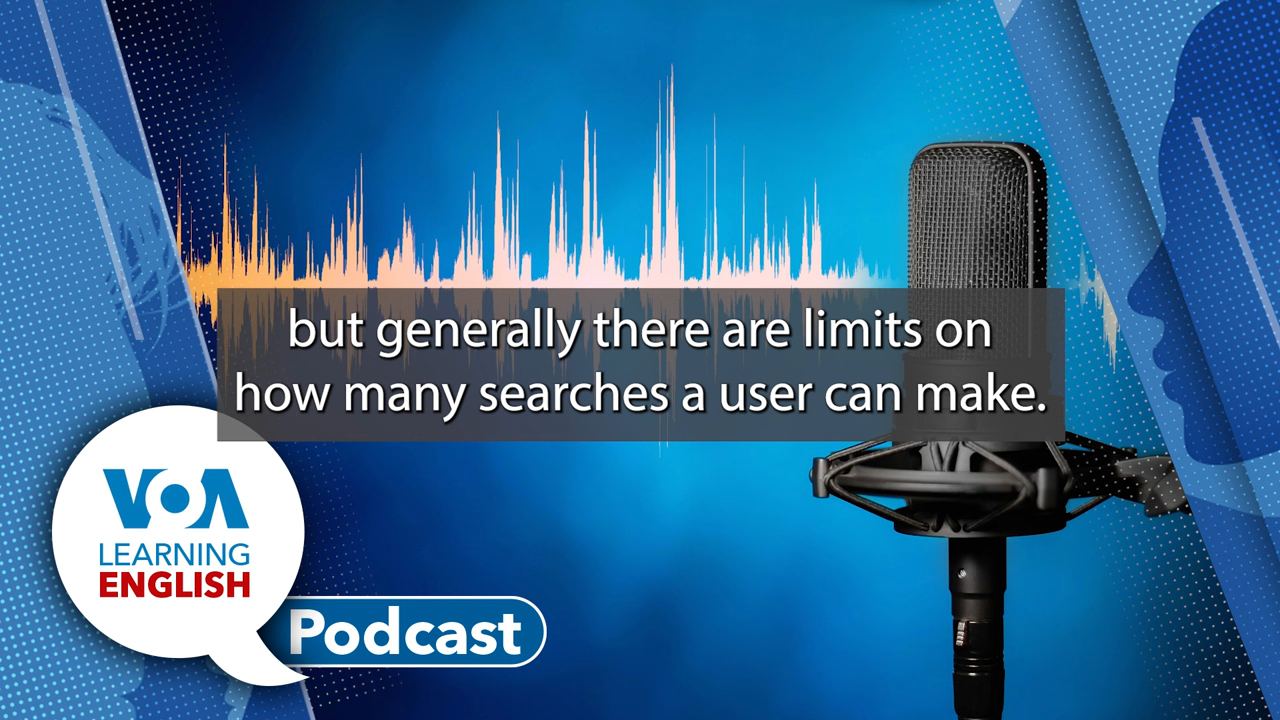 but generally there are limits on
how many searches a user can make.
VOA
LEARNING
ENGLISH
Podcast